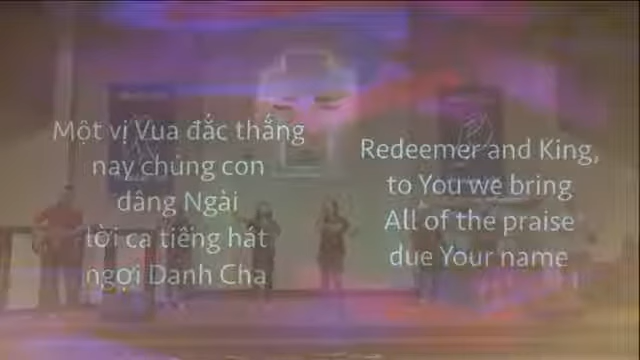 Một vị Vua đắc thắng
nay chúng con
dâng Ngài
lời ca tiếng hát
ngợi Danh Cha
Redeemer and King,
to You we bring
All of the praise
due Your name